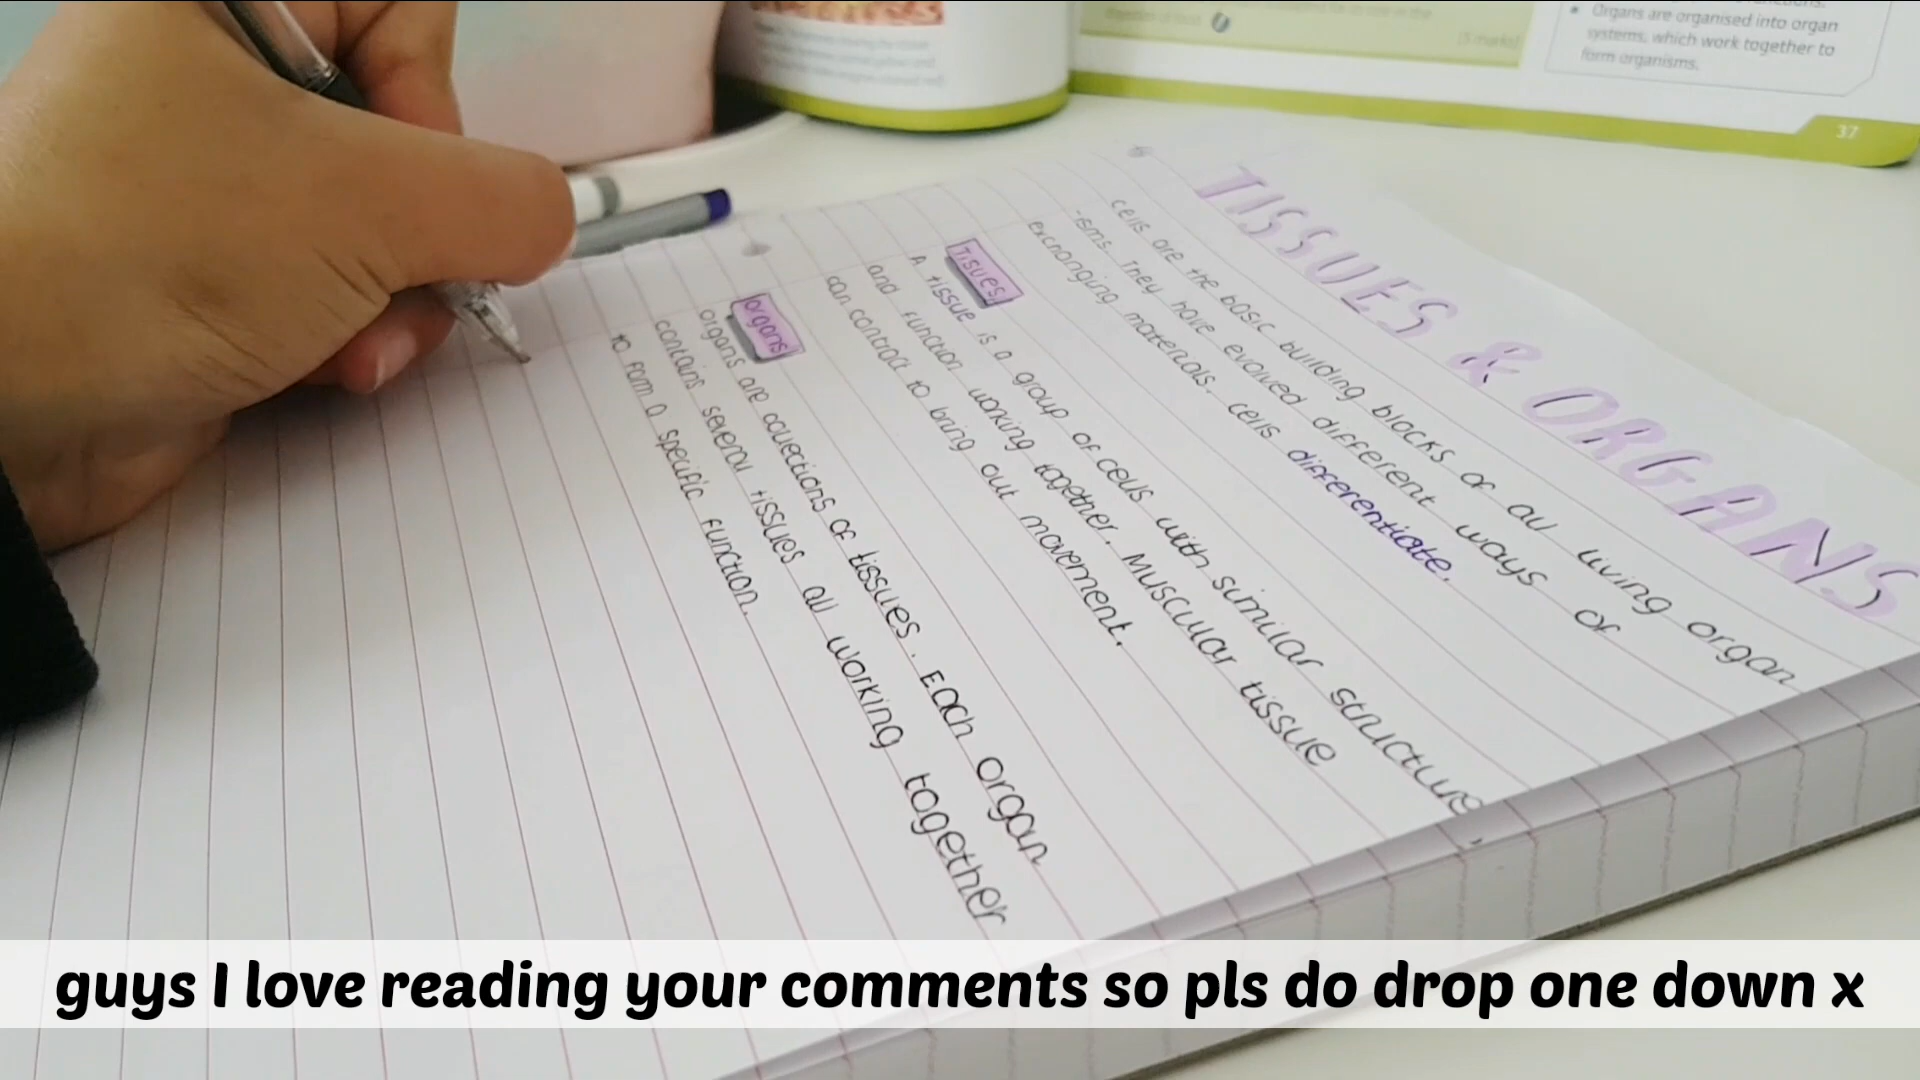 Organs are organised into organ
systems, which work together to
form organisms.
37
TISSUES & ORGANS
cells are the basic building blocks of all living organ
-isms. They have evolved different ways of
exchanging materials. cells differentiate.
Tissues
A tissue is a group of cells with similar structure
and function working together. Muscular tissue
can contract to bring out movement.
organs
organs are collections of tissues. Each organ
contains several tissues all working together
to form a specific function.
guys I love reading your comments so pls do drop one down x